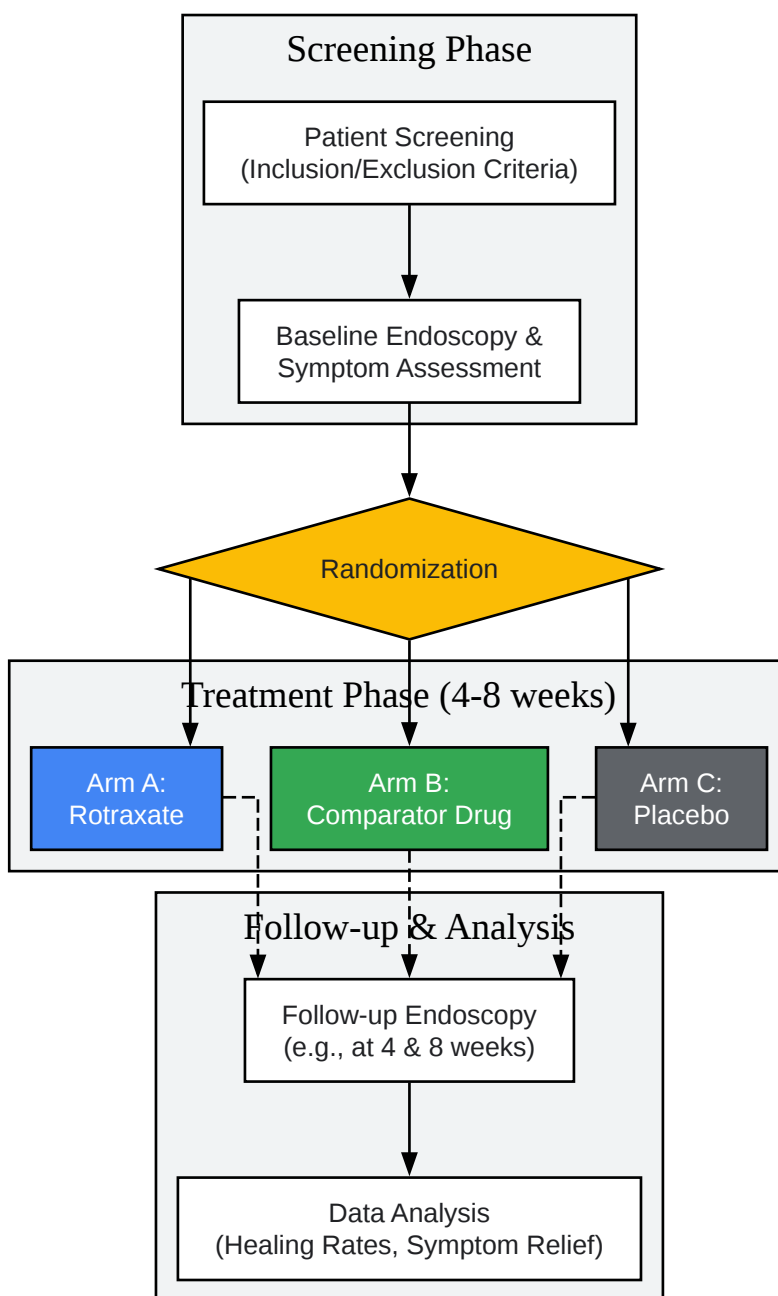 Screening Phase
Patient Screening
(Inclusion/Exclusion Criteria)
Baseline Endoscopy &
Symptom Assessment
Randomization
Treatment Phase (4-8 weeks)
Arm A:
Rotraxate
Arm B:
Comparator Drug
Arm C:
Placebo
Follow-up & Analysis
Follow-up Endoscopy
(e.g., at 4 & 8 weeks)
Data Analysis
(Healing Rates, Symptom Relief)